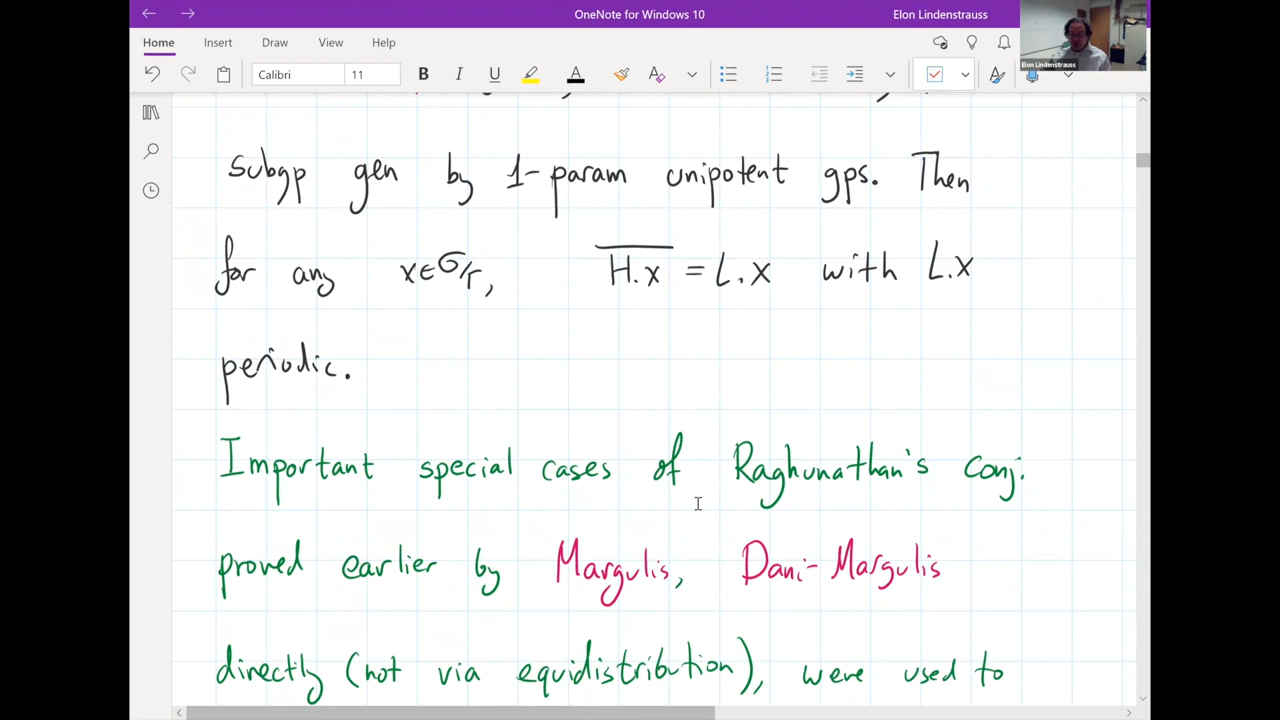 OneNote for Windows 10
Elon Lindenstrauss
Home Insert Draw View Help
Elon Lindenstrauss
Calibri 11 B I U A
subgp gen by 1-param unipotent gps. Then
for any x∈G/Γ, H.x̅ = L.x with L.x
periodic.
Important special cases of Raghunathan's conj.
proved earlier by Margulis, Dani-Margulis
directly (not via equidistribution), were used to